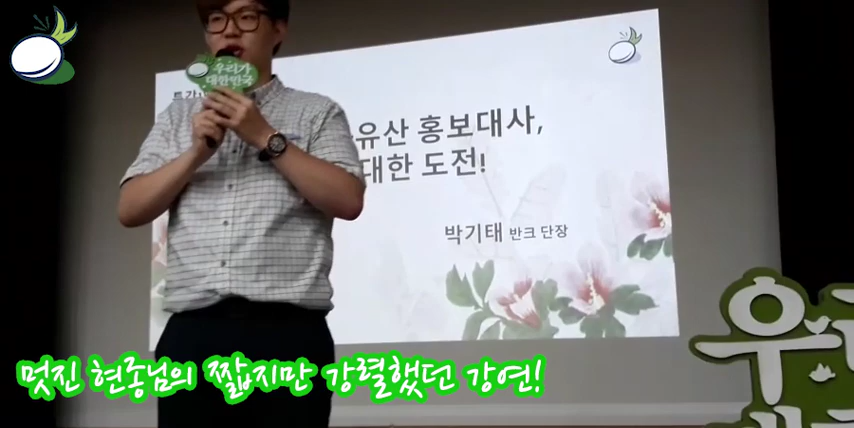 우리가
대한민국
유산 홍보대사,
대한 도전!
박기태 반크 단장
우리
멋진 현종님의 짧지만 강렬했던 강연!